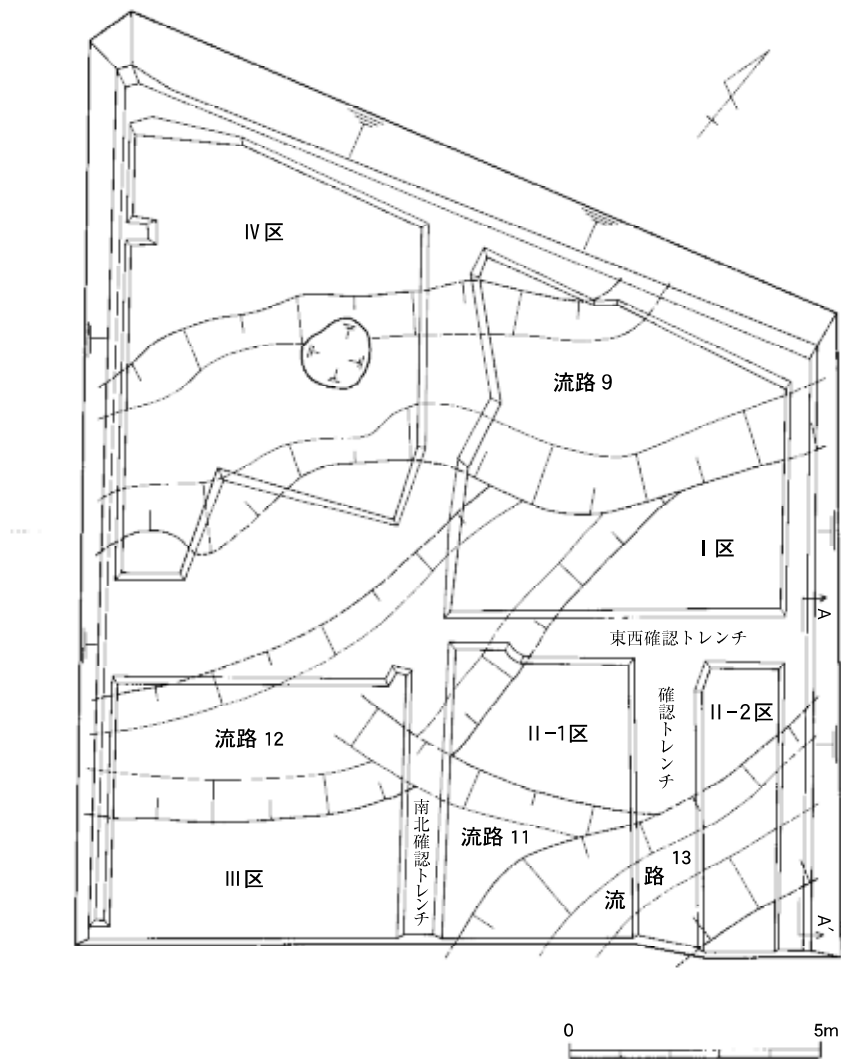 IV区
流路 9
I区
A
東西確認トレンチ
II-2区
確認トレンチ
II-1区
流路 12
南北確認トレンチ
流路 11
流路 13
III区
A′
0 5m